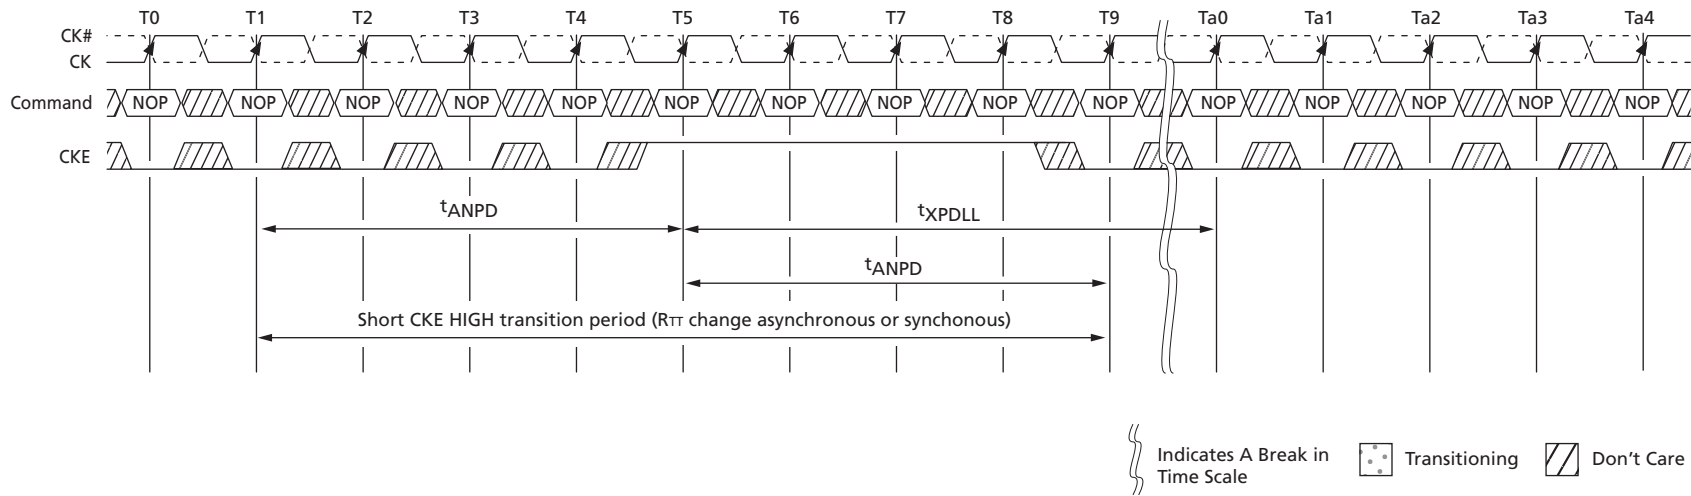 T0 T1 T2 T3 T4 T5 T6 T7 T8 T9 Ta0 Ta1 Ta2 Ta3 Ta4
CK#
CK
Command NOP NOP NOP NOP NOP NOP NOP NOP NOP NOP NOP NOP NOP NOP NOP
CKE
tANPD tXPDLL
tANPD
Short CKE HIGH transition period (RTT change asynchronous or synchonous)
Indicates A Break in
Time Scale
Transitioning
Don't Care